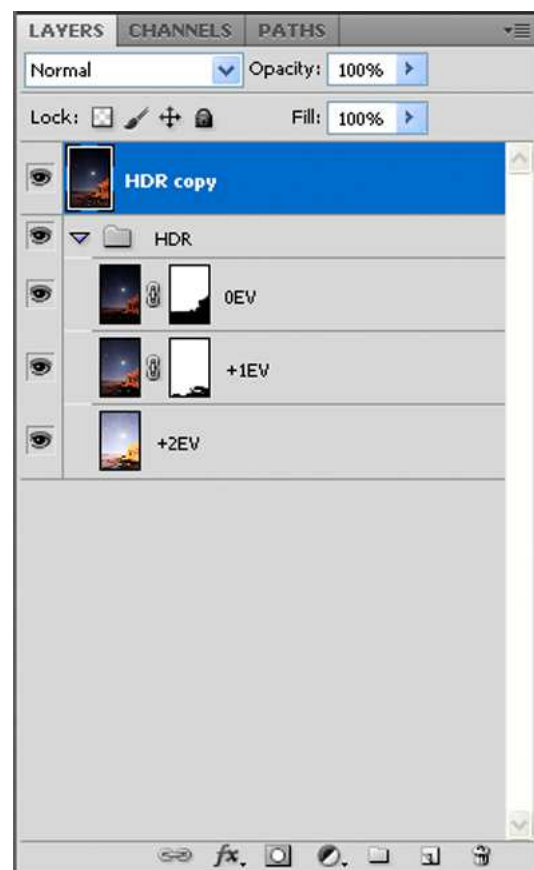 LAYERS CHANNELS PATHS
Normal Opacity: 100%
Lock: Fill: 100%
HDR copy
HDR
0EV
+1EV
+2EV
fx.